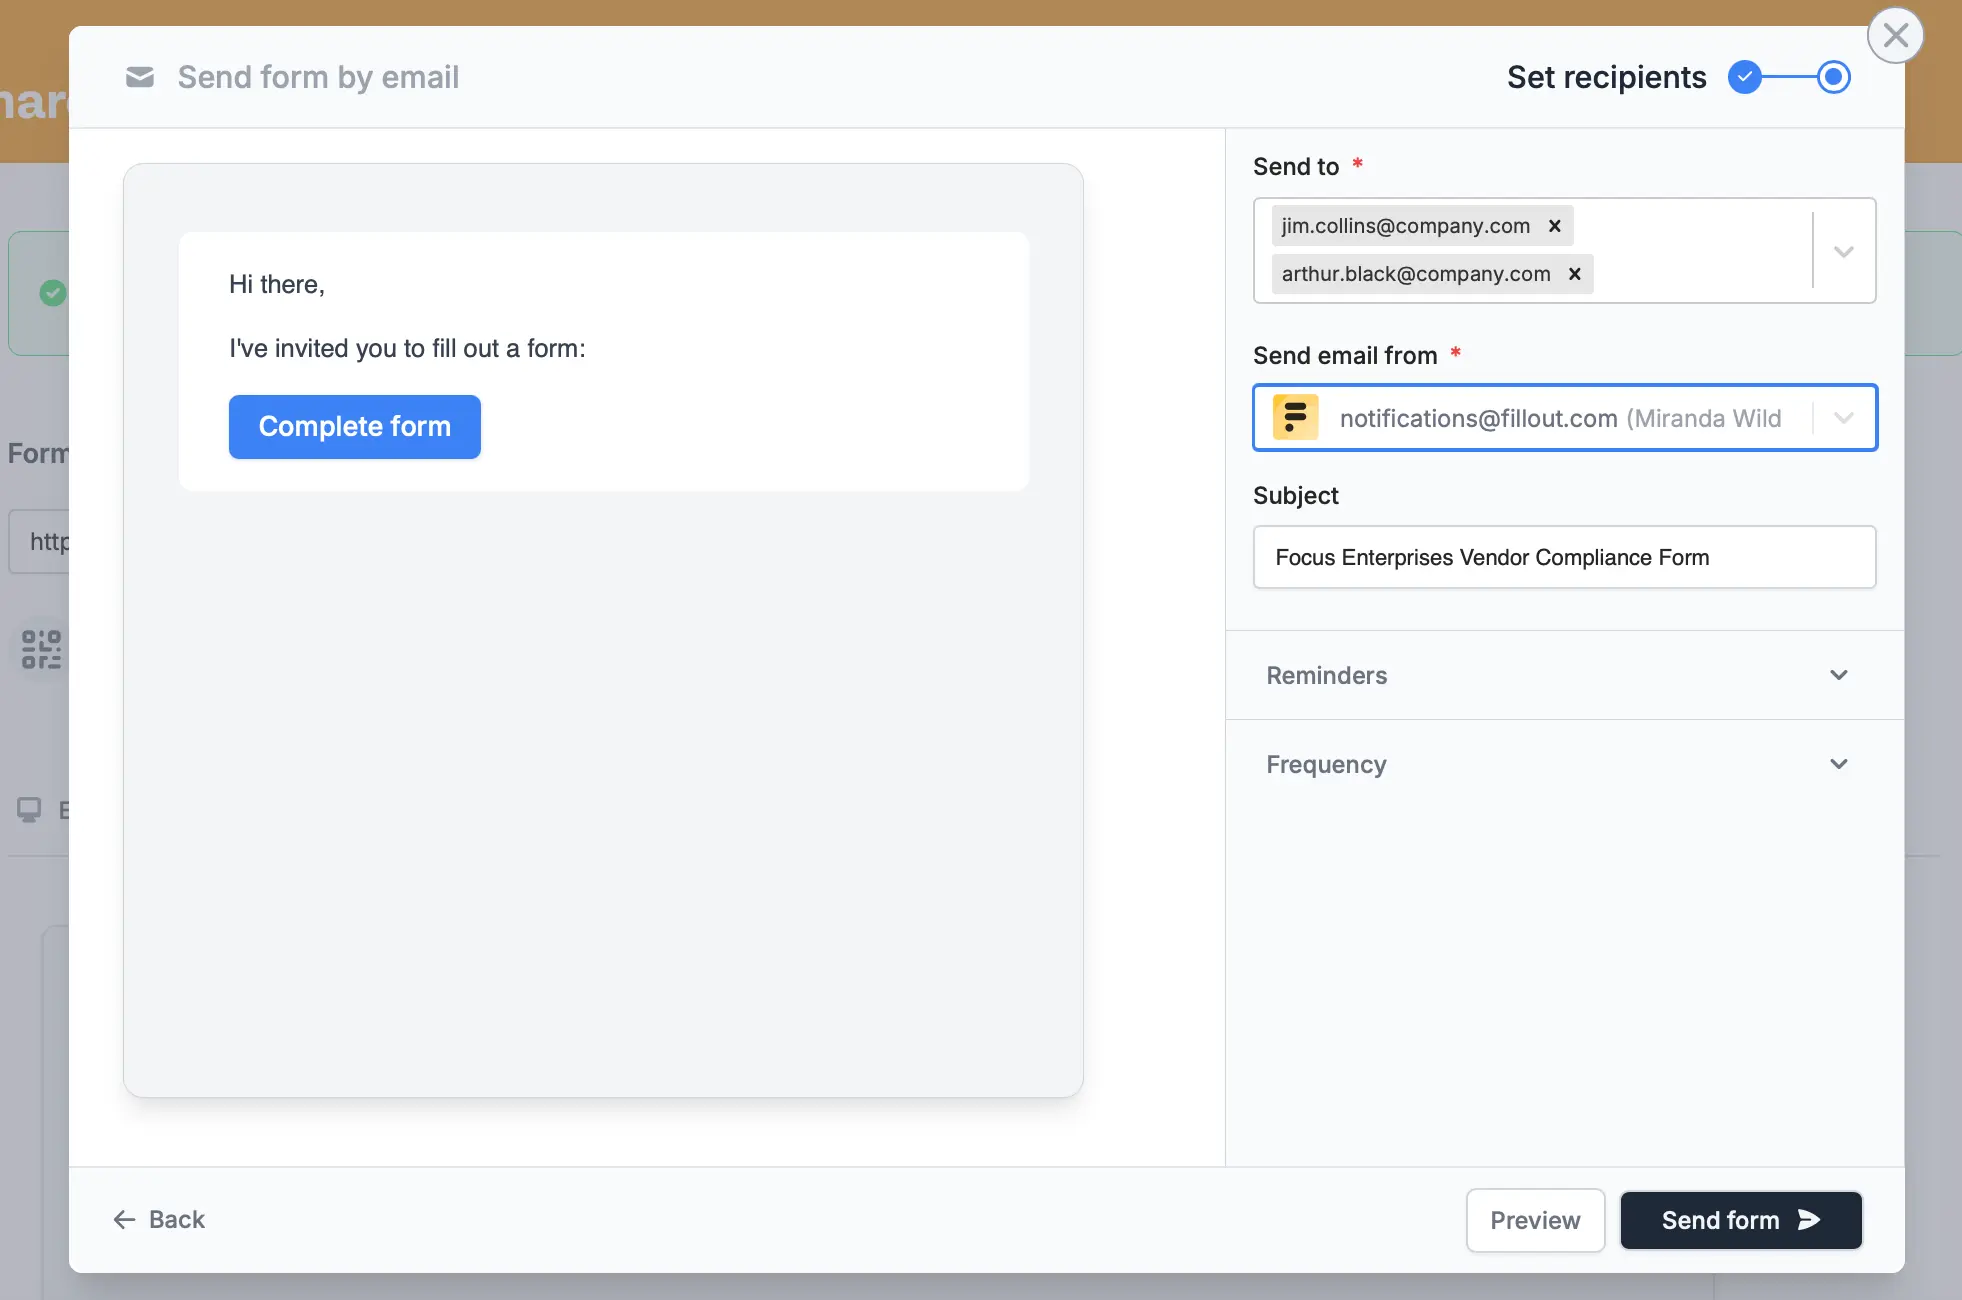 Send form by email
Set recipients
Send to *
jim.collins@company.com
arthur.black@company.com
Hi there,
I've invited you to fill out a form:
Complete form
Send email from *
notifications@fillout.com (Miranda Wild
Subject
Focus Enterprises Vendor Compliance Form
Form
http
Reminders
Frequency
Back
Preview
Send form